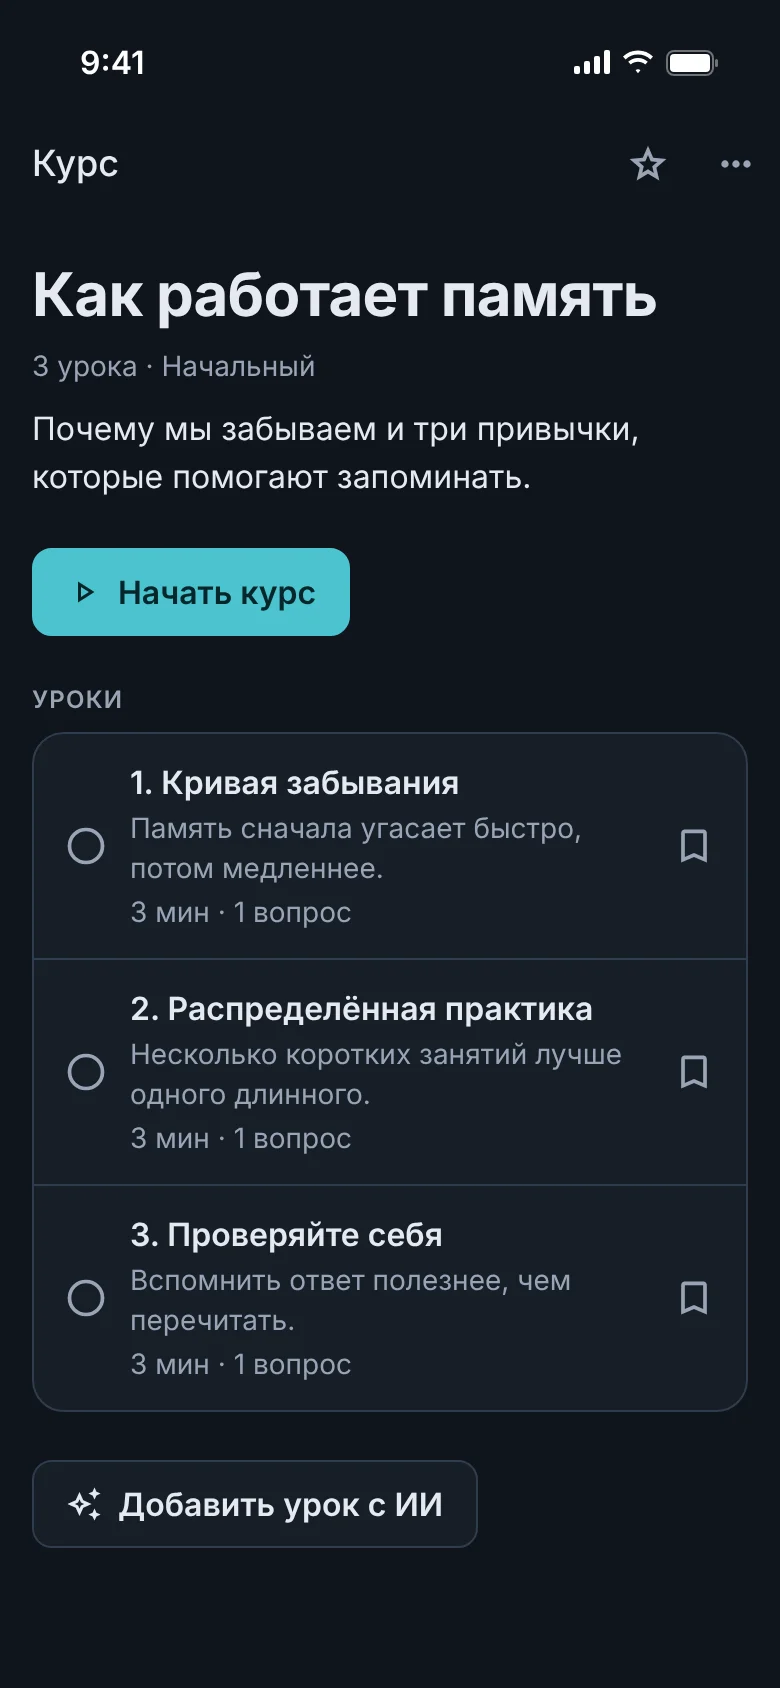 9:41
Курс
Как работает память
3 урока · Начальный
Почему мы забываем и три привычки,
которые помогают запоминать.
Начать курс
УРОКИ
1. Кривая забывания
Память сначала угасает быстро,
потом медленнее.
3 мин · 1 вопрос
2. Распределённая практика
Несколько коротких занятий лучше
одного длинного.
3 мин · 1 вопрос
3. Проверяйте себя
Вспомнить ответ полезнее, чем
перечитать.
3 мин · 1 вопрос
Добавить урок с ИИ